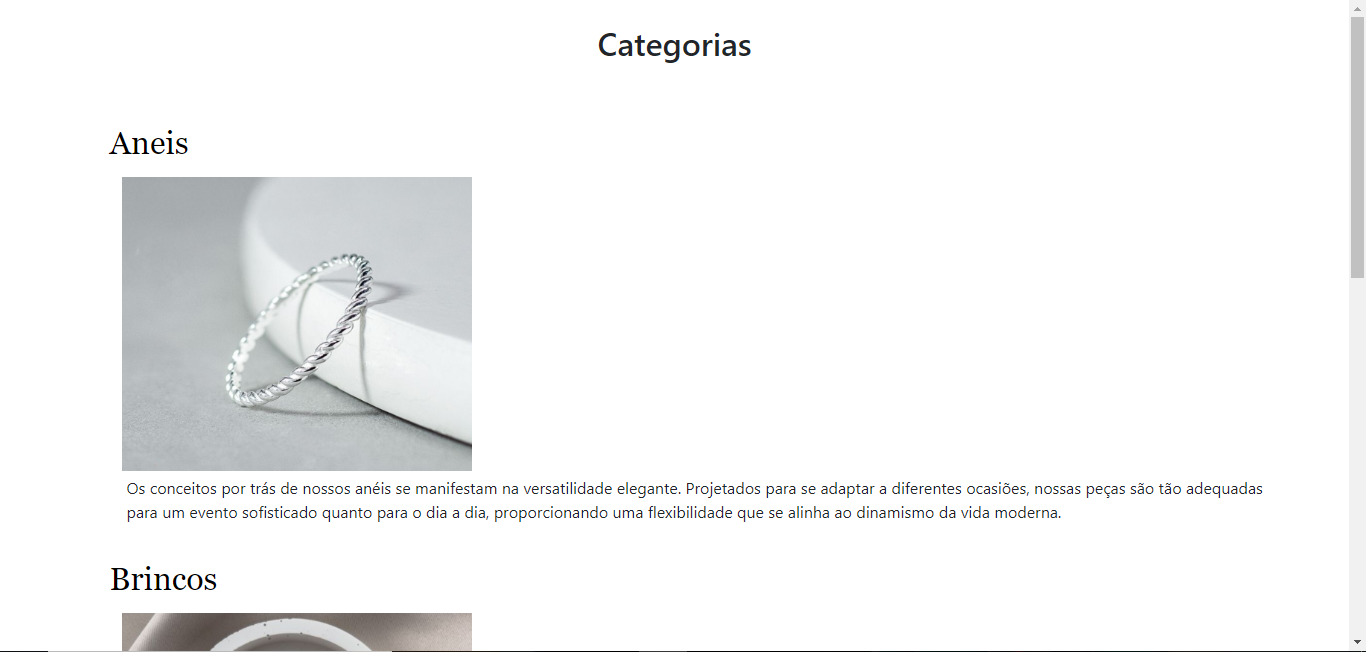 Categorias
Aneis
Os conceitos por trás de nossos anéis se manifestam na versatilidade elegante. Projetados para se adaptar a diferentes ocasiões, nossas peças são tão adequadas
para um evento sofisticado quanto para o dia a dia, proporcionando uma flexibilidade que se alinha ao dinamismo da vida moderna.
Brincos